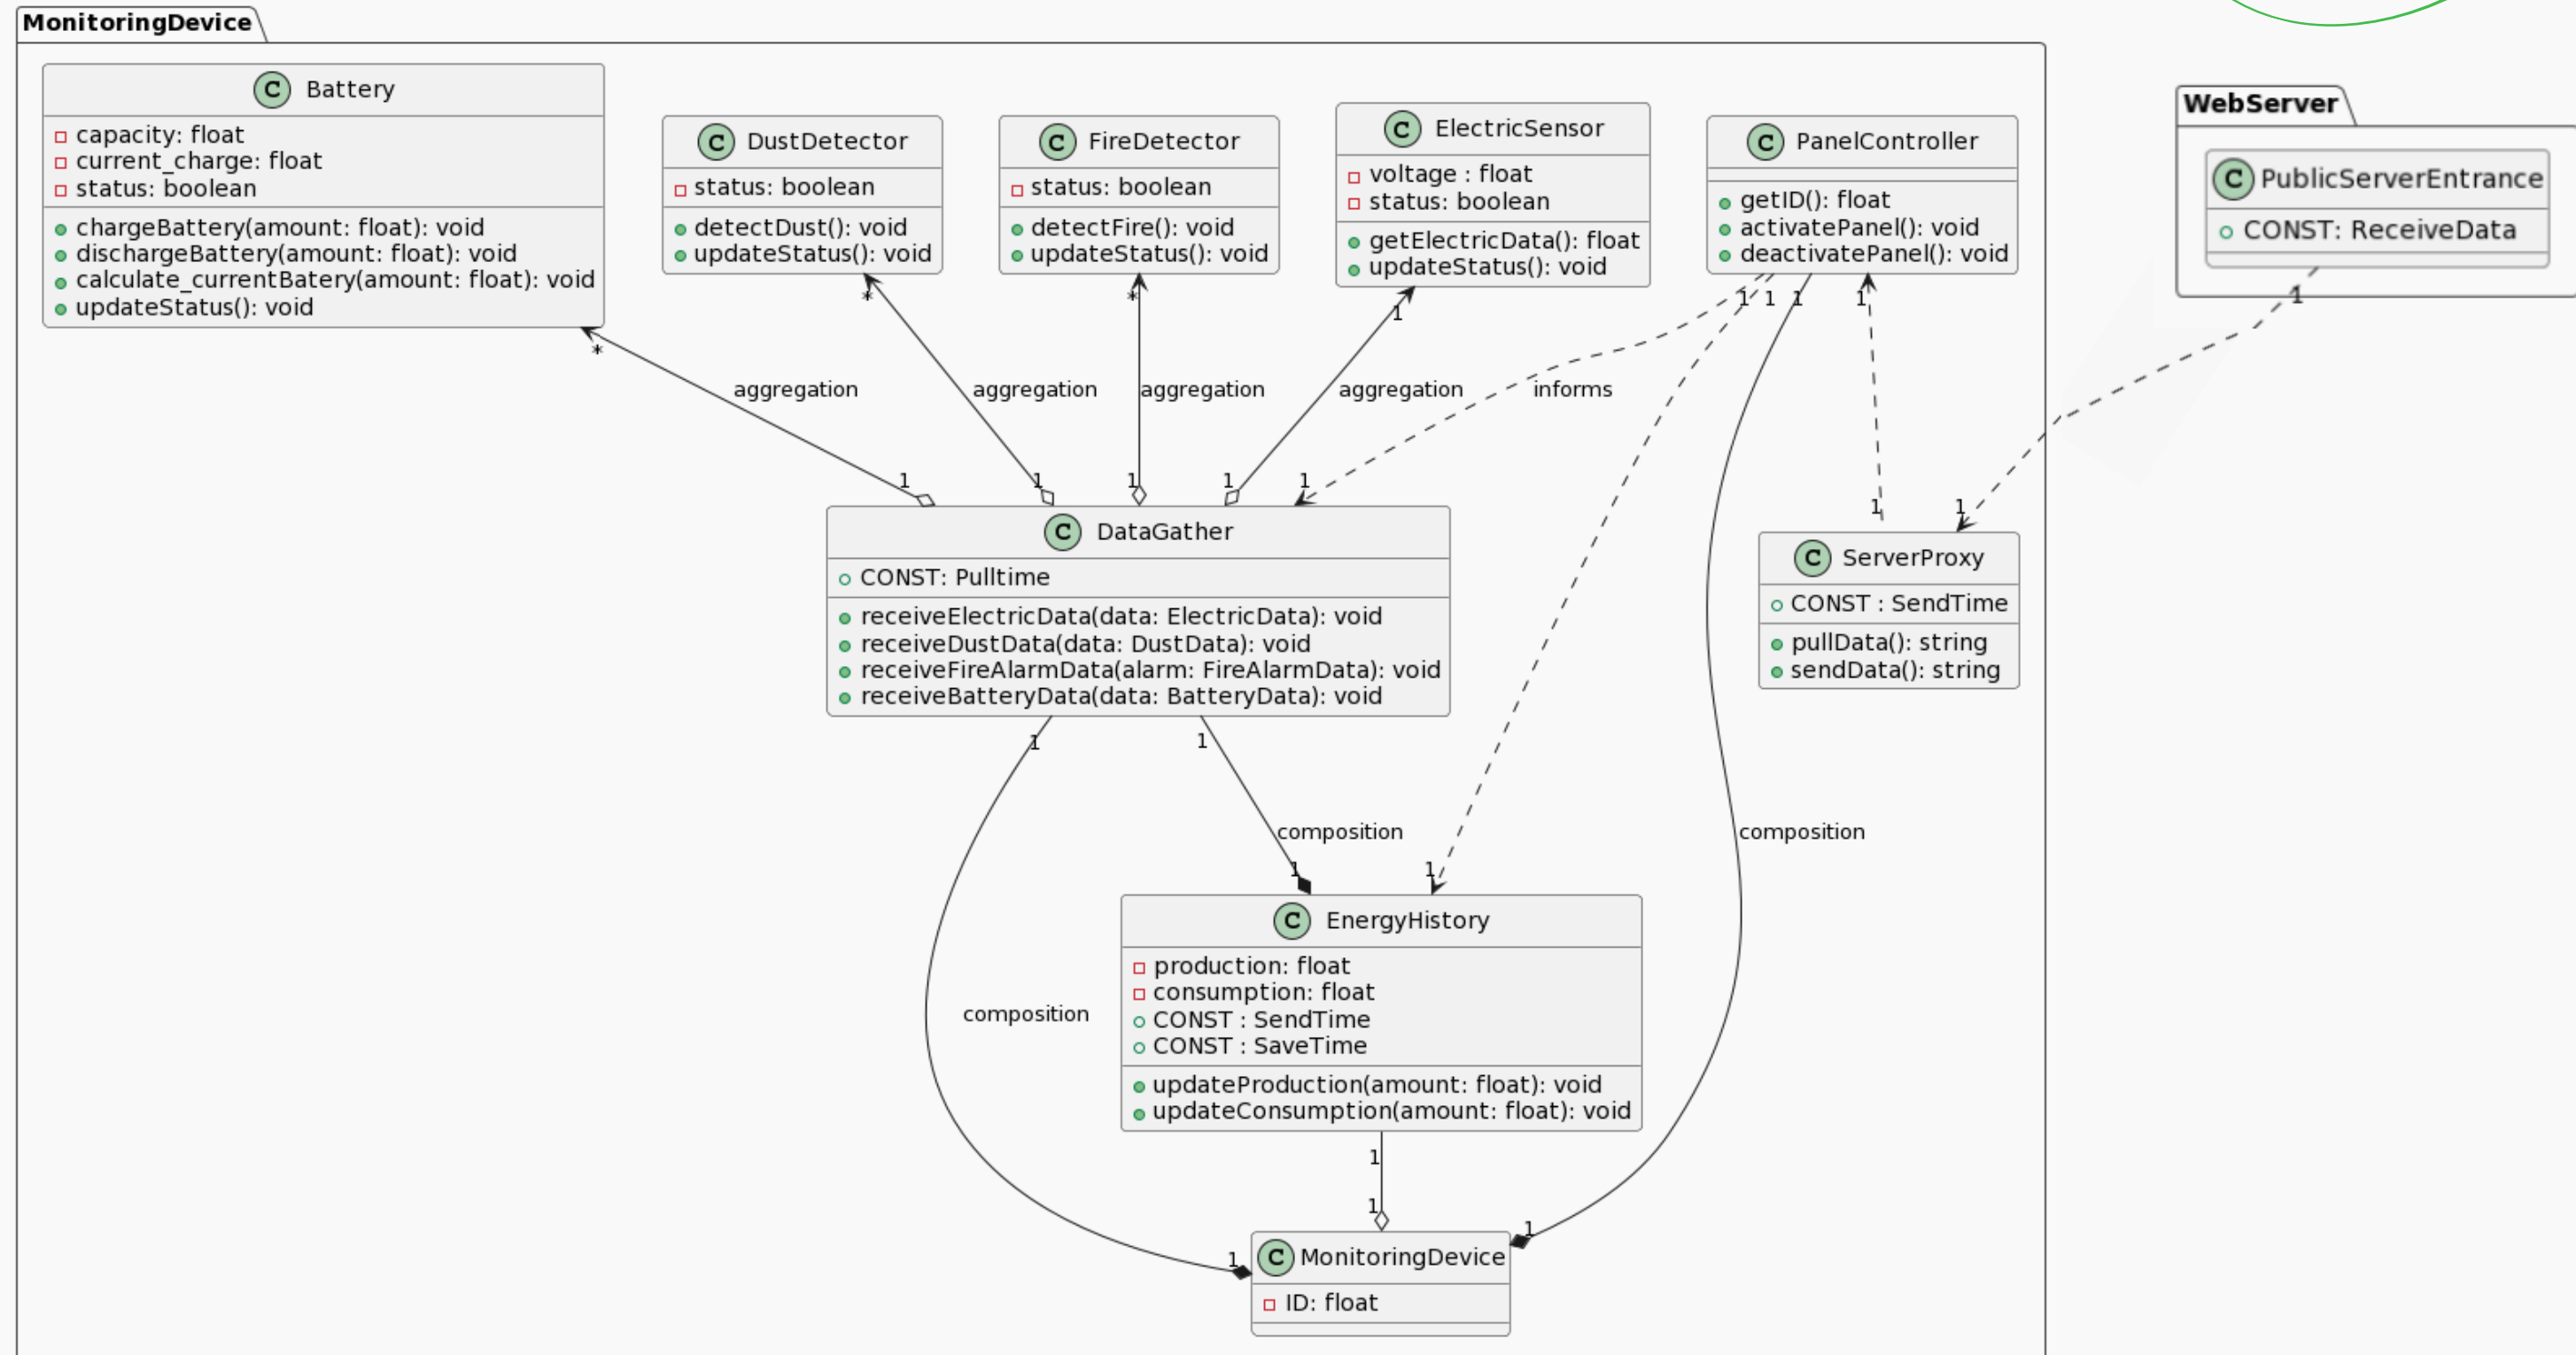 MonitoringDevice
C Battery
capacity: float
current_charge: float
status: boolean
chargeBattery(amount: float): void
dischargeBattery(amount: float): void
calculate_currentBatery(amount: float): void
updateStatus(): void
C DustDetector
status: boolean
detectDust(): void
updateStatus(): void
C FireDetector
status: boolean
detectFire(): void
updateStatus(): void
C ElectricSensor
voltage : float
status: boolean
getElectricData(): float
updateStatus(): void
C PanelController
getID(): float
activatePanel(): void
deactivatePanel(): void
WebServer
C PublicServerEntrance
CONST: ReceiveData
* * * 1 1 1 1 1 1
aggregation
aggregation
aggregation
aggregation
informs
1 1 1 1 1 1 1
C DataGather
CONST: Pulltime
receiveElectricData(data: ElectricData): void
receiveDustData(data: DustData): void
receiveFireAlarmData(alarm: FireAlarmData): void
receiveBatteryData(data: BatteryData): void
C ServerProxy
CONST : SendTime
pullData(): string
sendData(): string
1 1
composition
composition
1 1
C EnergyHistory
production: float
consumption: float
CONST : SendTime
CONST : SaveTime
updateProduction(amount: float): void
updateConsumption(amount: float): void
composition
1
1
1 1
C MonitoringDevice
ID: float